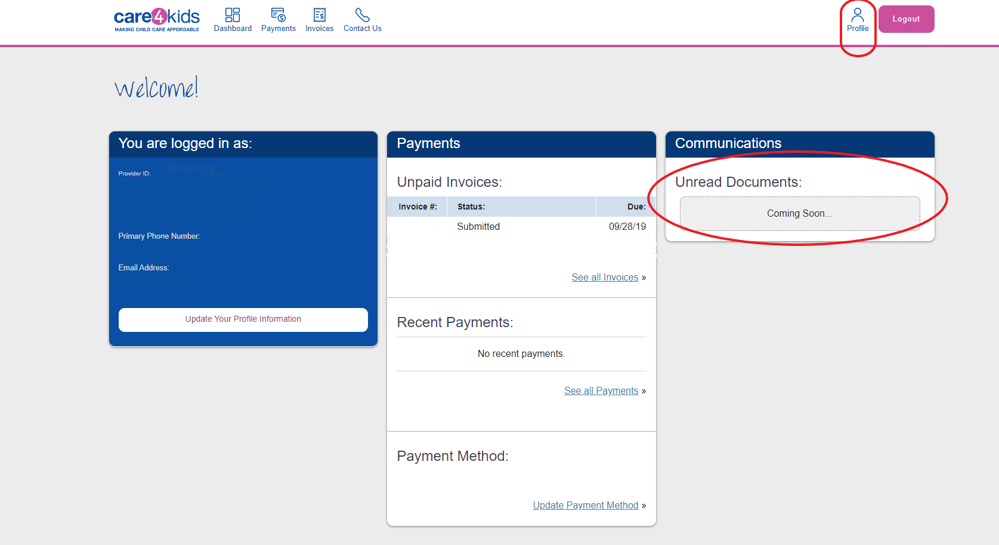 care4kids
MAKING CHILD CARE AFFORDABLE
Dashboard
Payments
Invoices
Contact Us
Profile
Logout
Welcome!
You are logged in as:
Provider ID:
Primary Phone Number:
Email Address:
Update Your Profile Information
Payments
Unpaid Invoices:
Invoice #: Status: Due:
Submitted 09/28/19
See all Invoices »
Recent Payments:
No recent payments.
See all Payments »
Payment Method:
Update Payment Method »
Communications
Unread Documents:
Coming Soon...